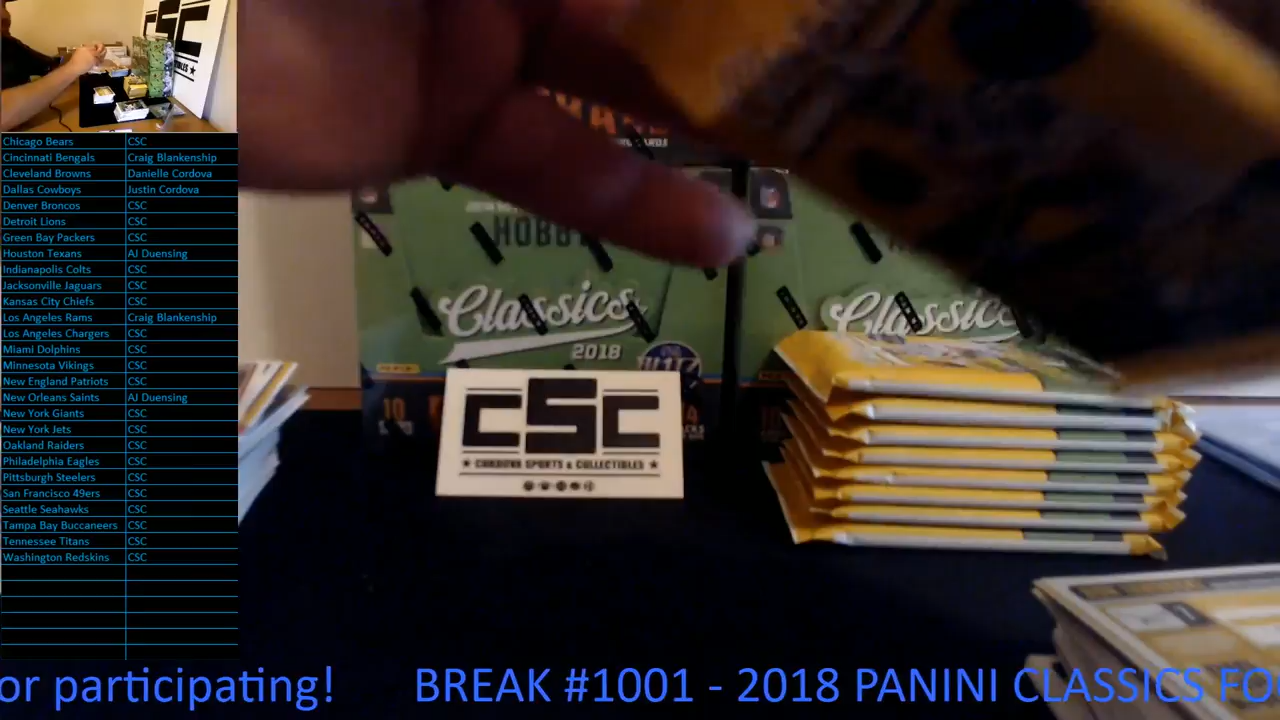 CSC
Chicago Bears CSC
Cincinnati Bengals Craig Blankenship
Cleveland Browns Danielle Cordova
Dallas Cowboys Justin Cordova
Denver Broncos CSC
Detroit Lions CSC
Green Bay Packers CSC
Houston Texans AJ Duensing
Indianapolis Colts CSC
Jacksonville Jaguars CSC
Kansas City Chiefs CSC
Los Angeles Rams Craig Blankenship
Los Angeles Chargers CSC
Miami Dolphins CSC
Minnesota Vikings CSC
New England Patriots CSC
New Orleans Saints AJ Duensing
New York Giants CSC
New York Jets CSC
Oakland Raiders CSC
Philadelphia Eagles CSC
Pittsburgh Steelers CSC
San Francisco 49ers CSC
Seattle Seahawks CSC
Tampa Bay Buccaneers CSC
Tennessee Titans CSC
Washington Redskins CSC
HOBB
Classics
2018
Classics
10
CSC
★ CORDOVA SPORTS & COLLECTIBLES ★
or participating! BREAK #1001 - 2018 PANINI CLASSICS FO